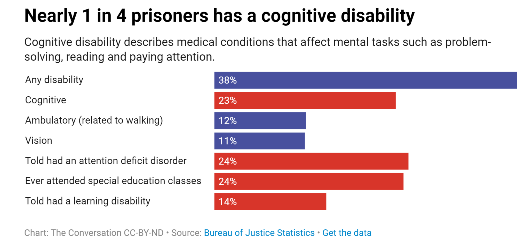 Nearly 1 in 4 prisoners has a cognitive disability
Cognitive disability describes medical conditions that affect mental tasks such as problem-
solving, reading and paying attention.
Any disability 38%
Cognitive 23%
Ambulatory (related to walking) 12%
Vision 11%
Told had an attention deficit disorder 24%
Ever attended special education classes 24%
Told had a learning disability 14%
Chart: The Conversation CC-BY-ND • Source: Bureau of Justice Statistics • Get the data